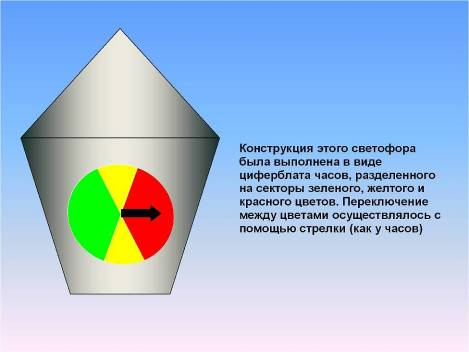 Конструкция этого светофора
была выполнена в виде
циферблата часов, разделенного
на секторы зеленого, желтого и
красного цветов. Переключение
между цветами осуществлялось с
помощью стрелки (как у часов)